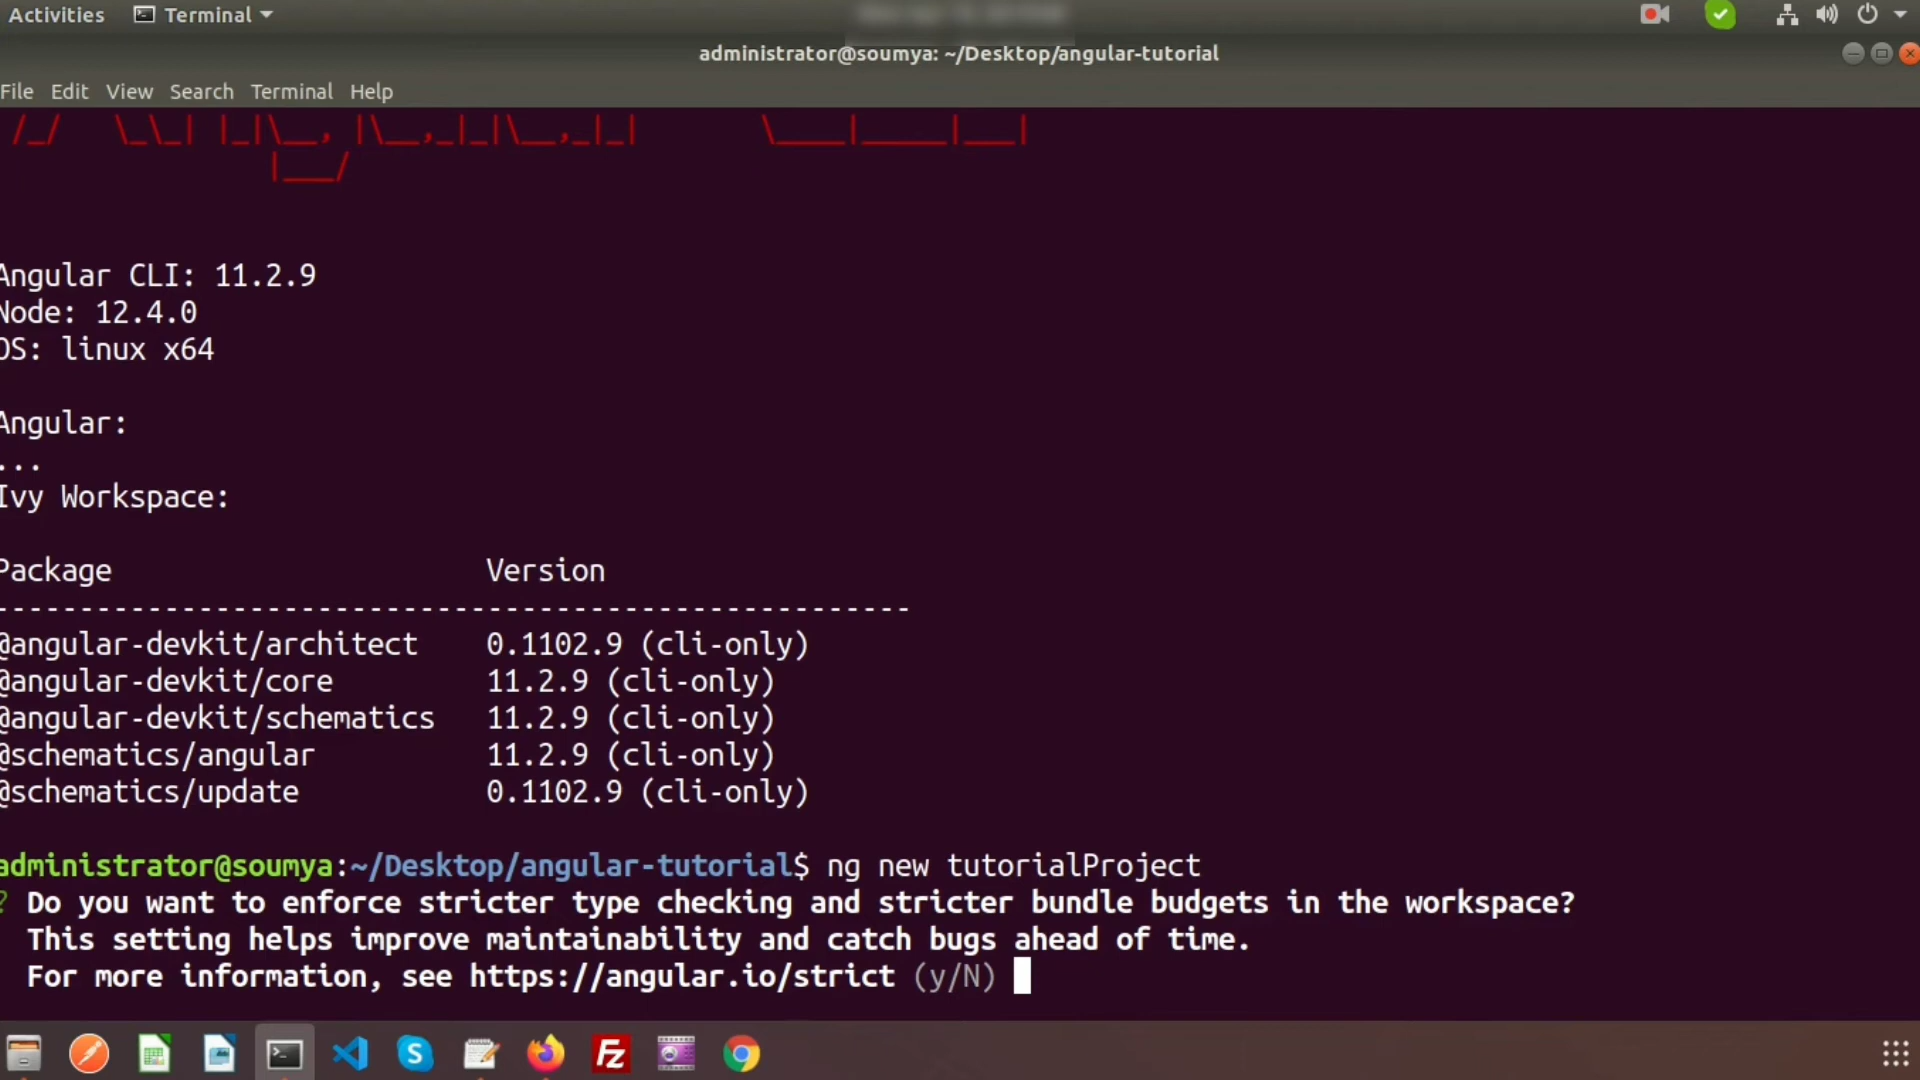 Activities Terminal
administrator@soumya: ~/Desktop/angular-tutorial
File Edit View Search Terminal Help
Angular CLI: 11.2.9
Node: 12.4.0
OS: linux x64
Angular:
...
Ivy Workspace:
Package Version
------------------------------------------------------
@angular-devkit/architect 0.1102.9 (cli-only)
@angular-devkit/core 11.2.9 (cli-only)
@angular-devkit/schematics 11.2.9 (cli-only)
@schematics/angular 11.2.9 (cli-only)
@schematics/update 0.1102.9 (cli-only)
administrator@soumya:~/Desktop/angular-tutorial$ ng new tutorialProject
? Do you want to enforce stricter type checking and stricter bundle budgets in the workspace?
This setting helps improve maintainability and catch bugs ahead of time.
For more information, see https://angular.io/strict (y/N)